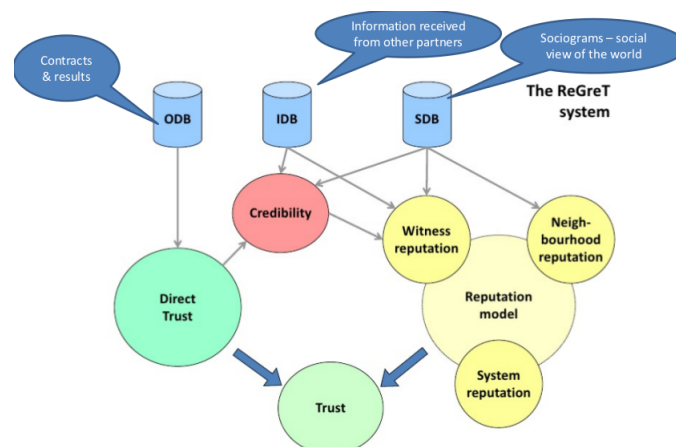 Contracts
& results
Information received
from other partners
Sociograms – social
view of the world
The ReGreT
system
ODB
IDB
SDB
Credibility
Witness
reputation
Neigh-
bourhood
reputation
Direct
Trust
Reputation
model
System
reputation
Trust